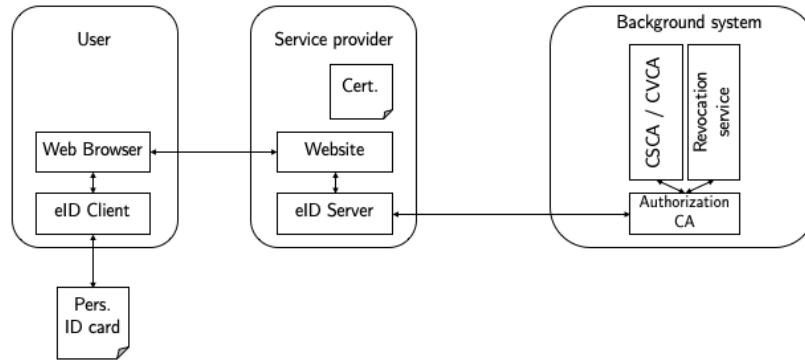 User
Web Browser
eID Client
Pers.
ID card
Service provider
Cert.
Website
eID Server
Background system
CSCA / CVCA
Revocation
service
Authorization
CA